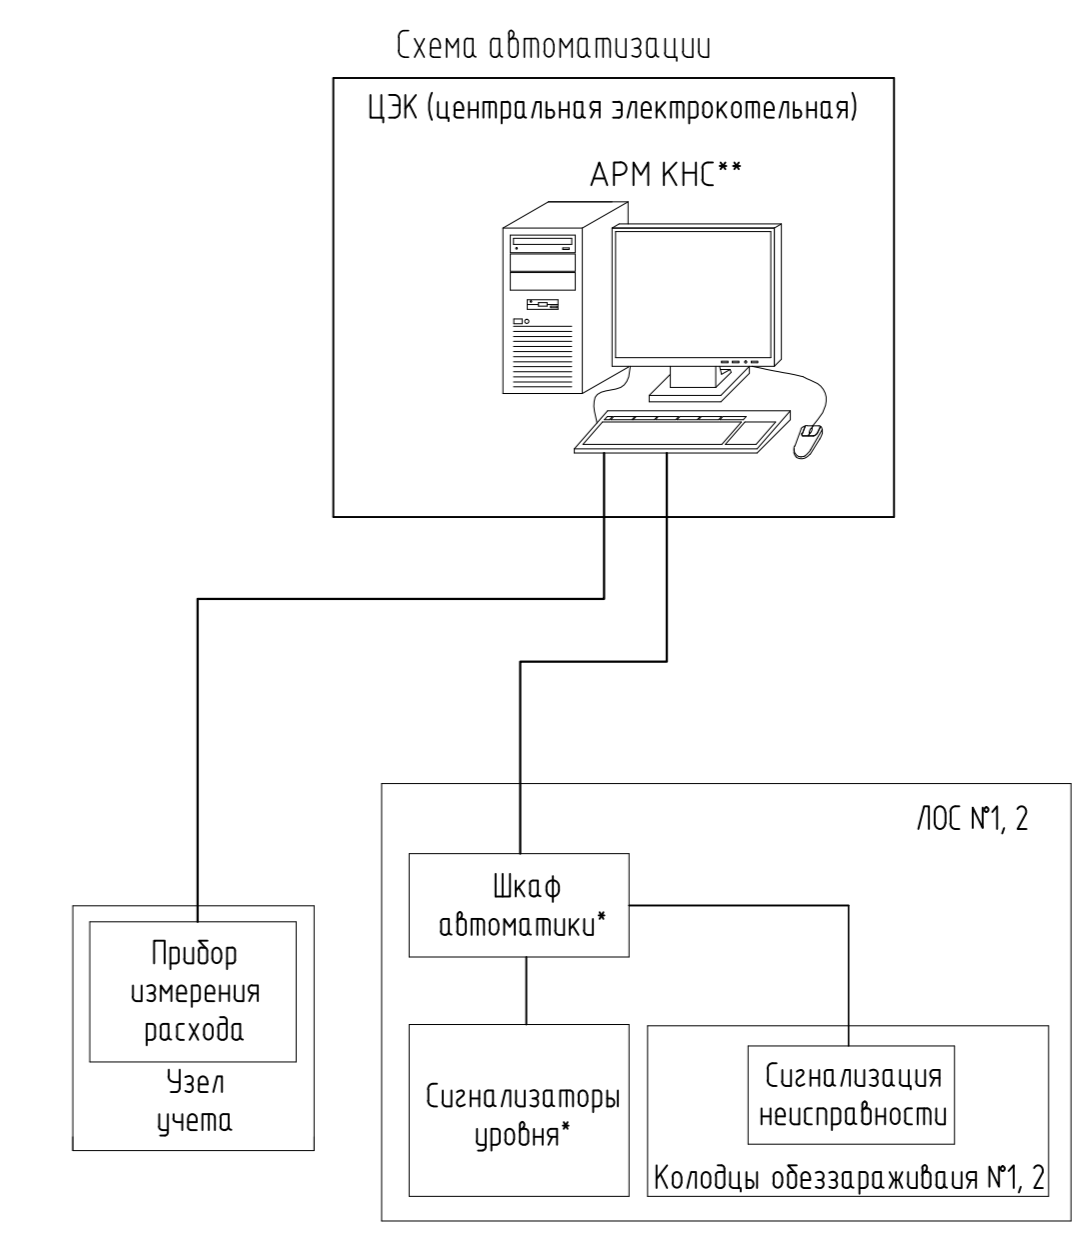 Схема автоматизации
ЦЭК (центральная электрокотельная)
АРМ КНС**
ЛОС №1, 2
Шкаф
автоматики*
Прибор
измерения
расхода
Узел
учета
Сигнализаторы
уровня*
Сигнализация
неисправности
Колодцы обеззараживаия №1, 2